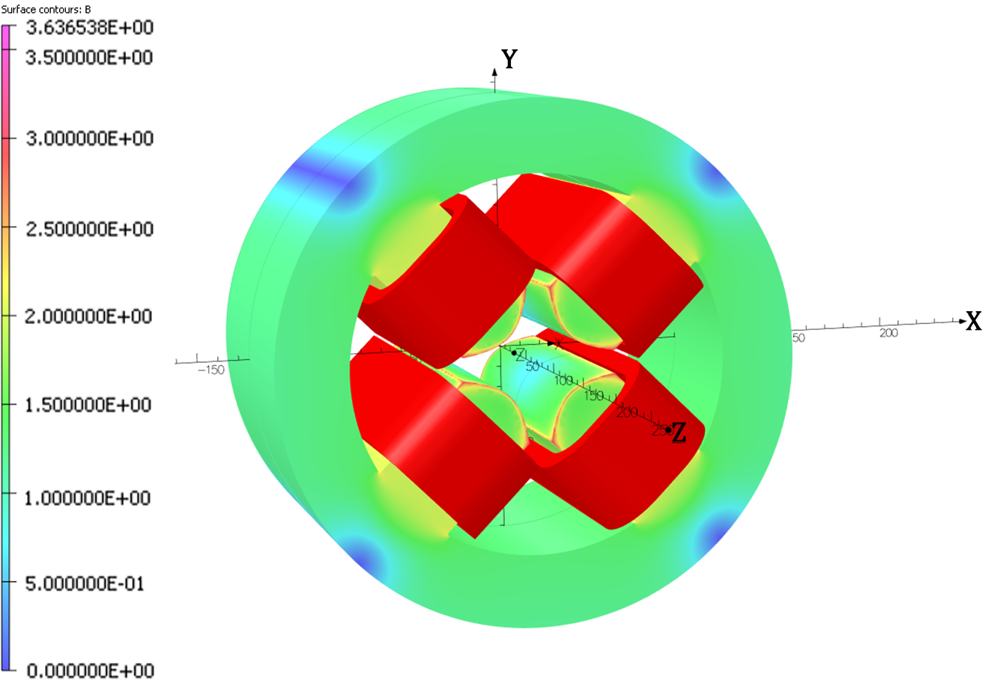 Surface contours: B
3.636538E+00
3.500000E+00
3.000000E+00
2.500000E+00
2.000000E+00
1.500000E+00
1.000000E+00
5.000000E-01
0.000000E+00
Y
X
200
50
-150
X
Z
50
100
150
200
250
Z